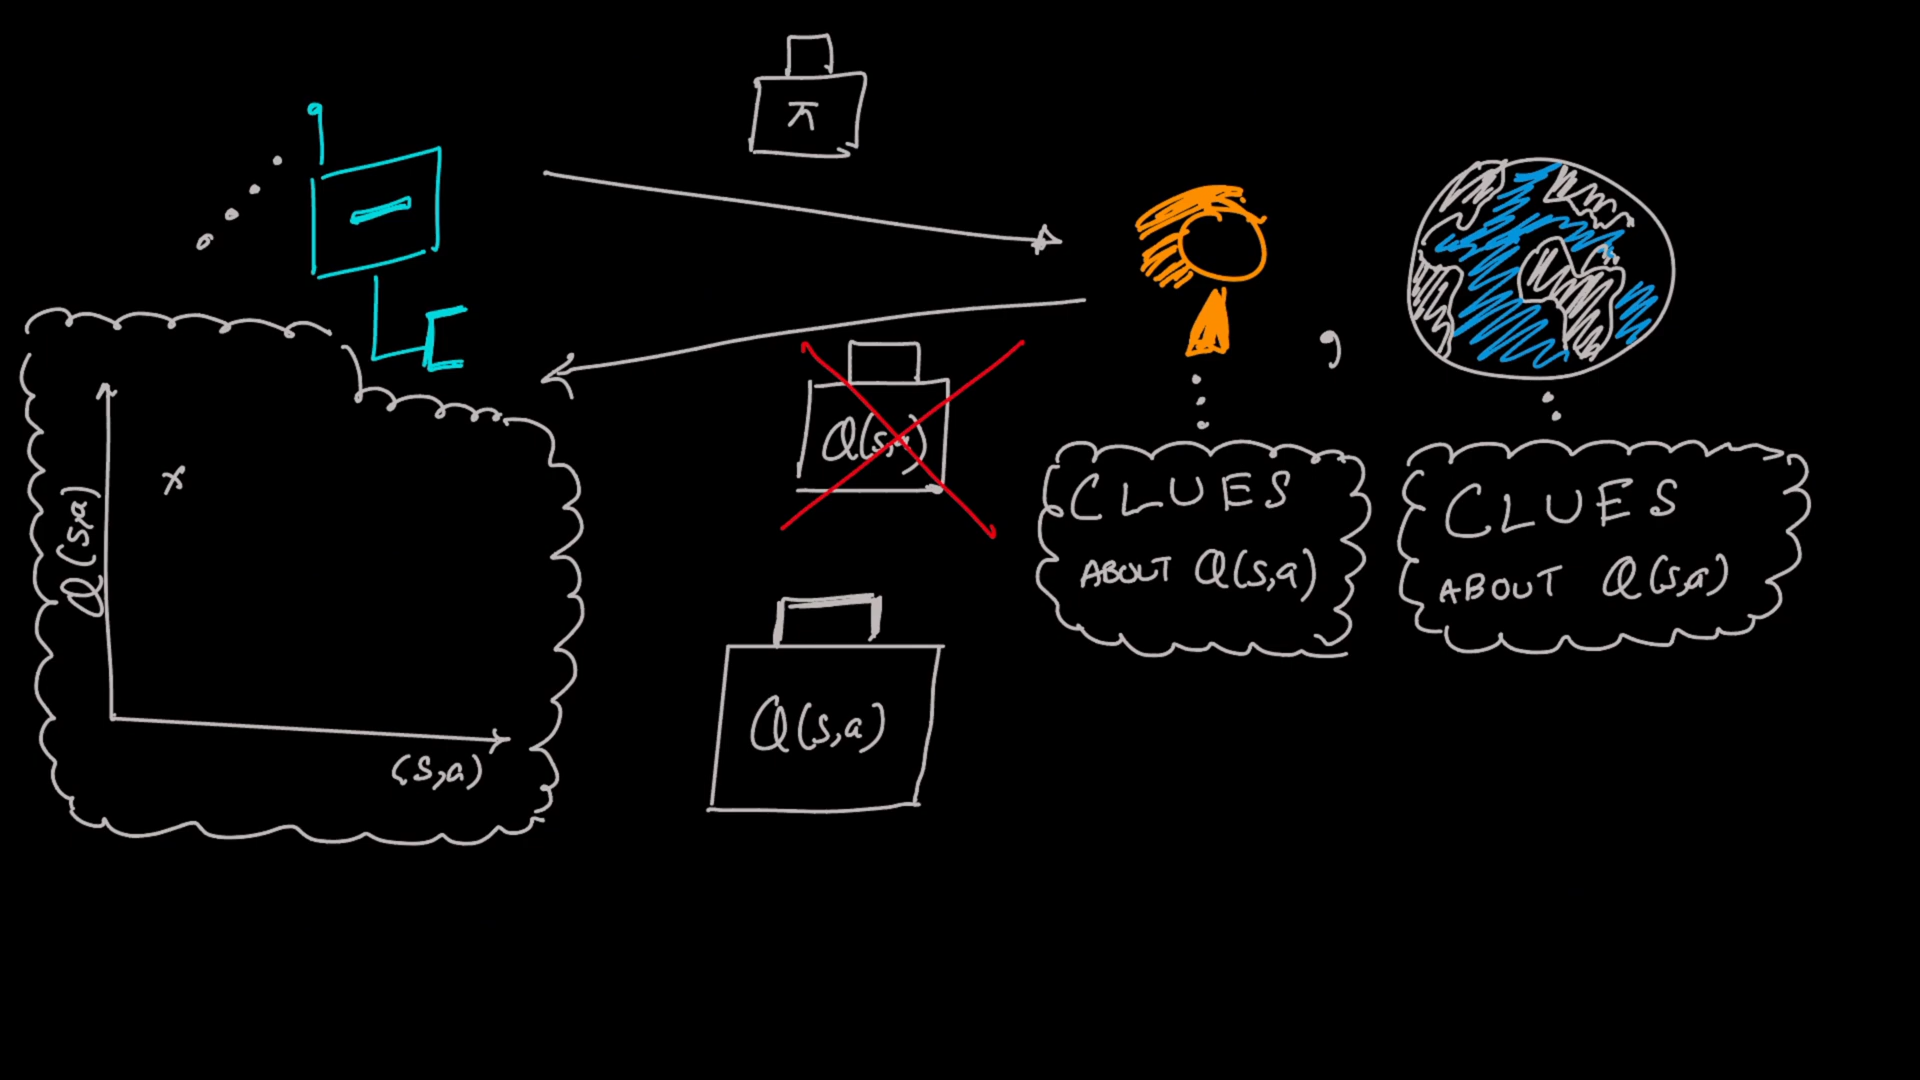 π
Q(s,a)
CLUES
ABOUT Q(s,a)
CLUES
ABOUT Q(s,a)
Q(s,a)
x
(s,a)
Q(s,a)